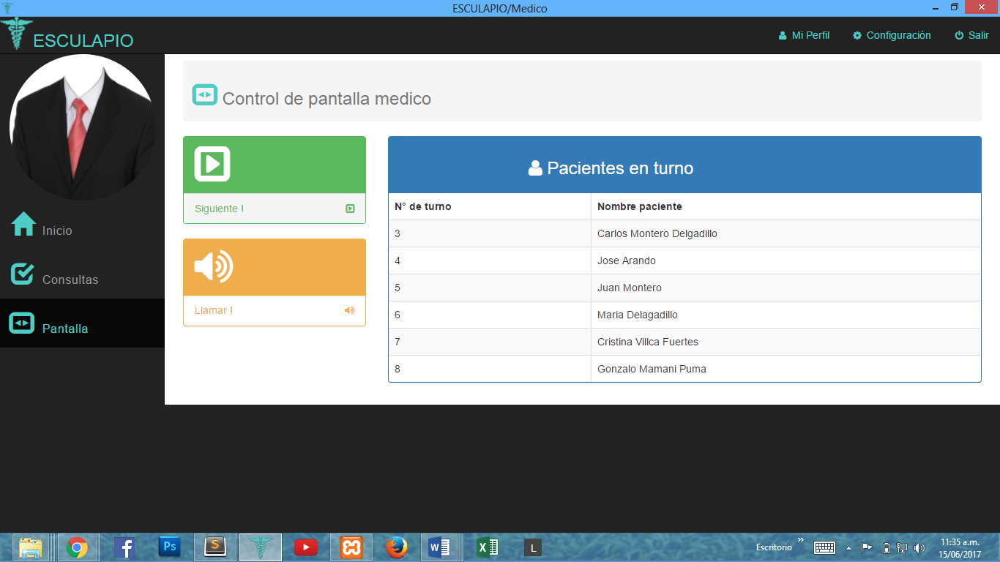 ESCULAPIO/Medico
ESCULAPIO
Mi Perfil Configuración Salir
Control de pantalla medico
Siguiente !
Llamar !
Inicio
Consultas
Pantalla
Pacientes en turno
N° de turno Nombre paciente
3 Carlos Montero Delgadillo
4 Jose Arando
5 Juan Montero
6 Maria Delagadillo
7 Cristina Villca Fuertes
8 Gonzalo Mamani Puma
Ps
S
L
Escritorio
11:35 a.m.
15/06/2017